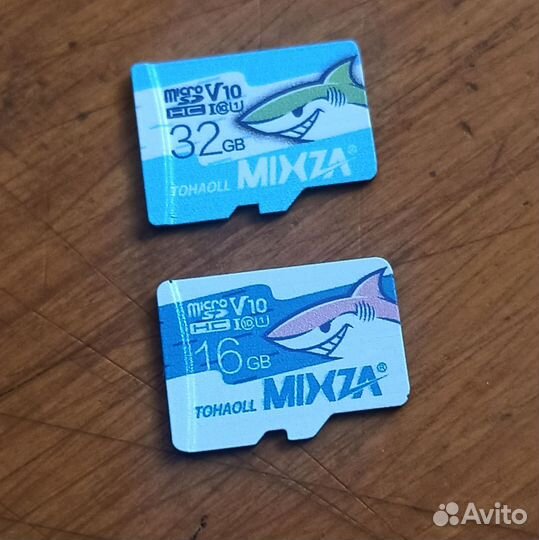 micro SD HC I V10 ⑩ U1
32GB
TOHAOLL MIXZA®
micro SD HC I V10 ⑩ U1
16GB
TOHAOLL MIXZA®
Avito